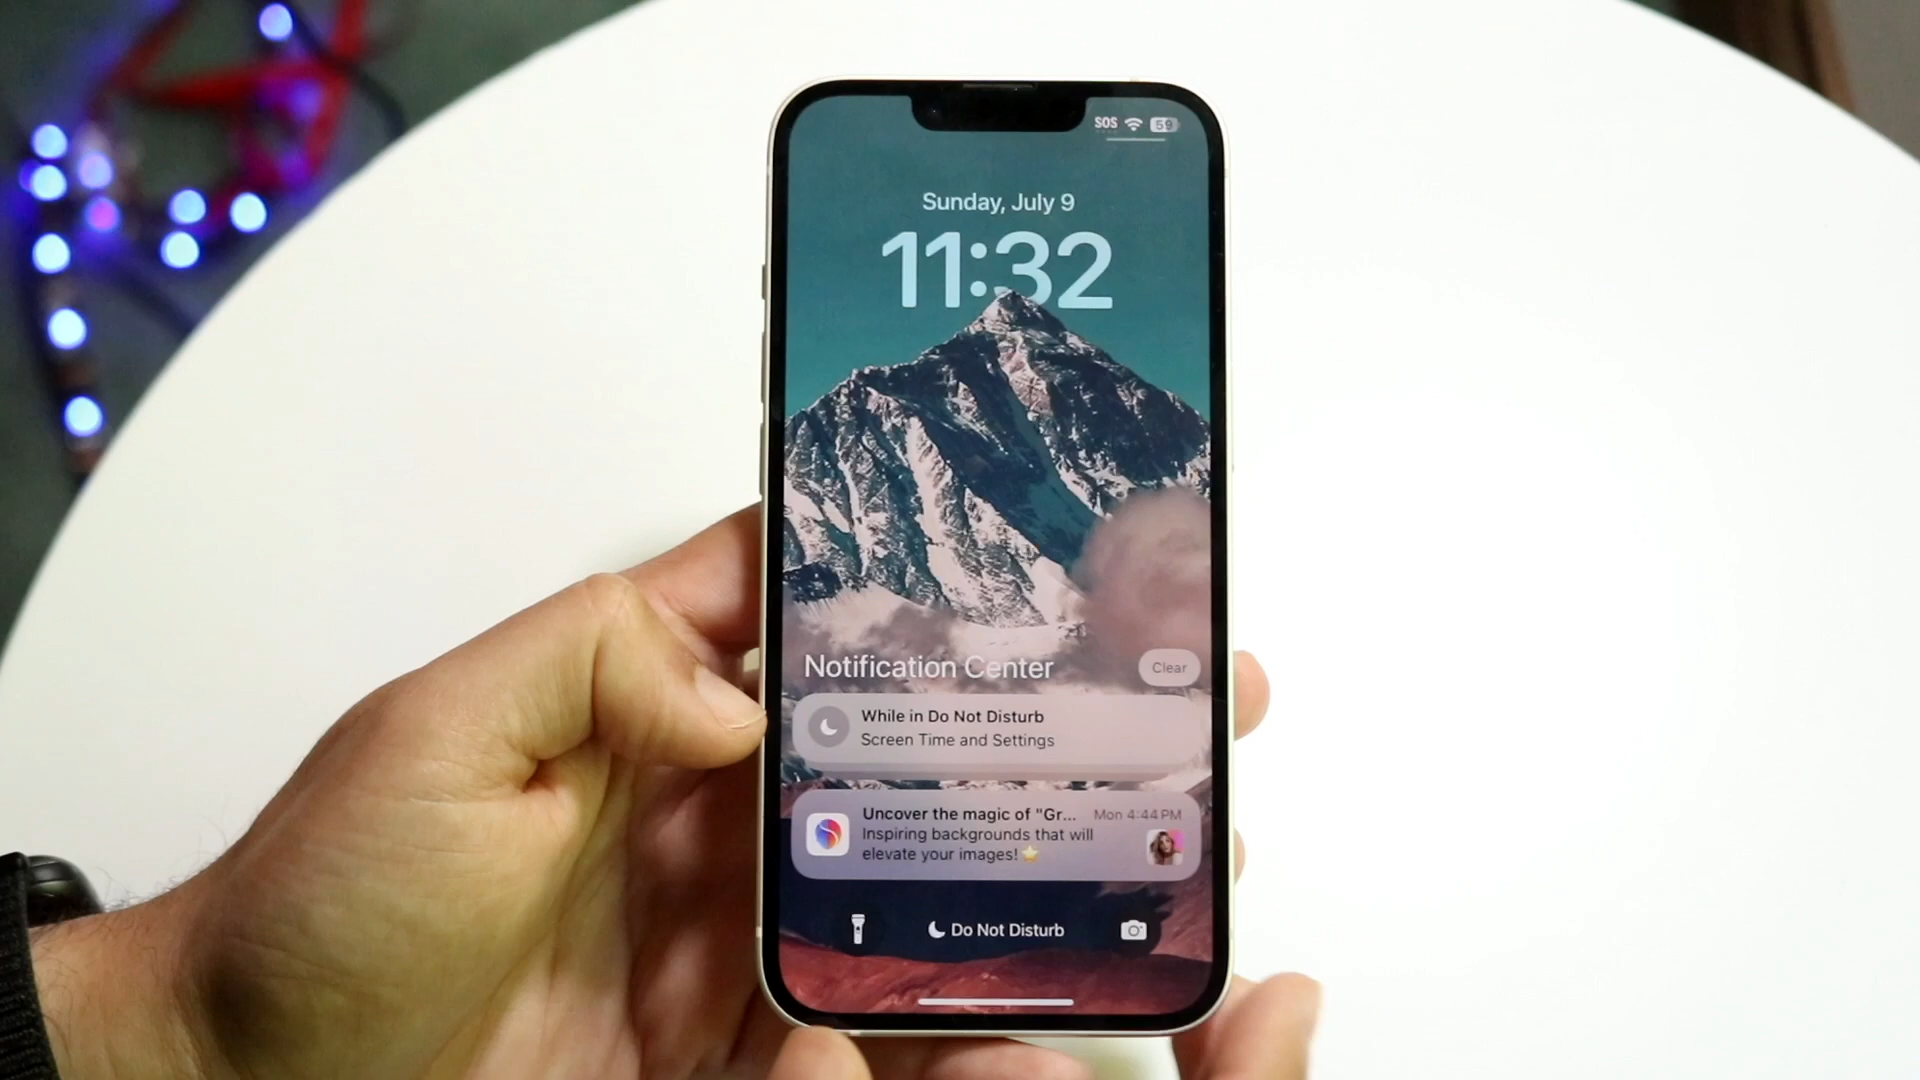 SOS 59
Sunday, July 9
11:32
Notification Center
Clear
While in Do Not Disturb
Screen Time and Settings
Uncover the magic of "Gr... Mon 4:44 PM
Inspiring backgrounds that will
elevate your images!⭐
Do Not Disturb